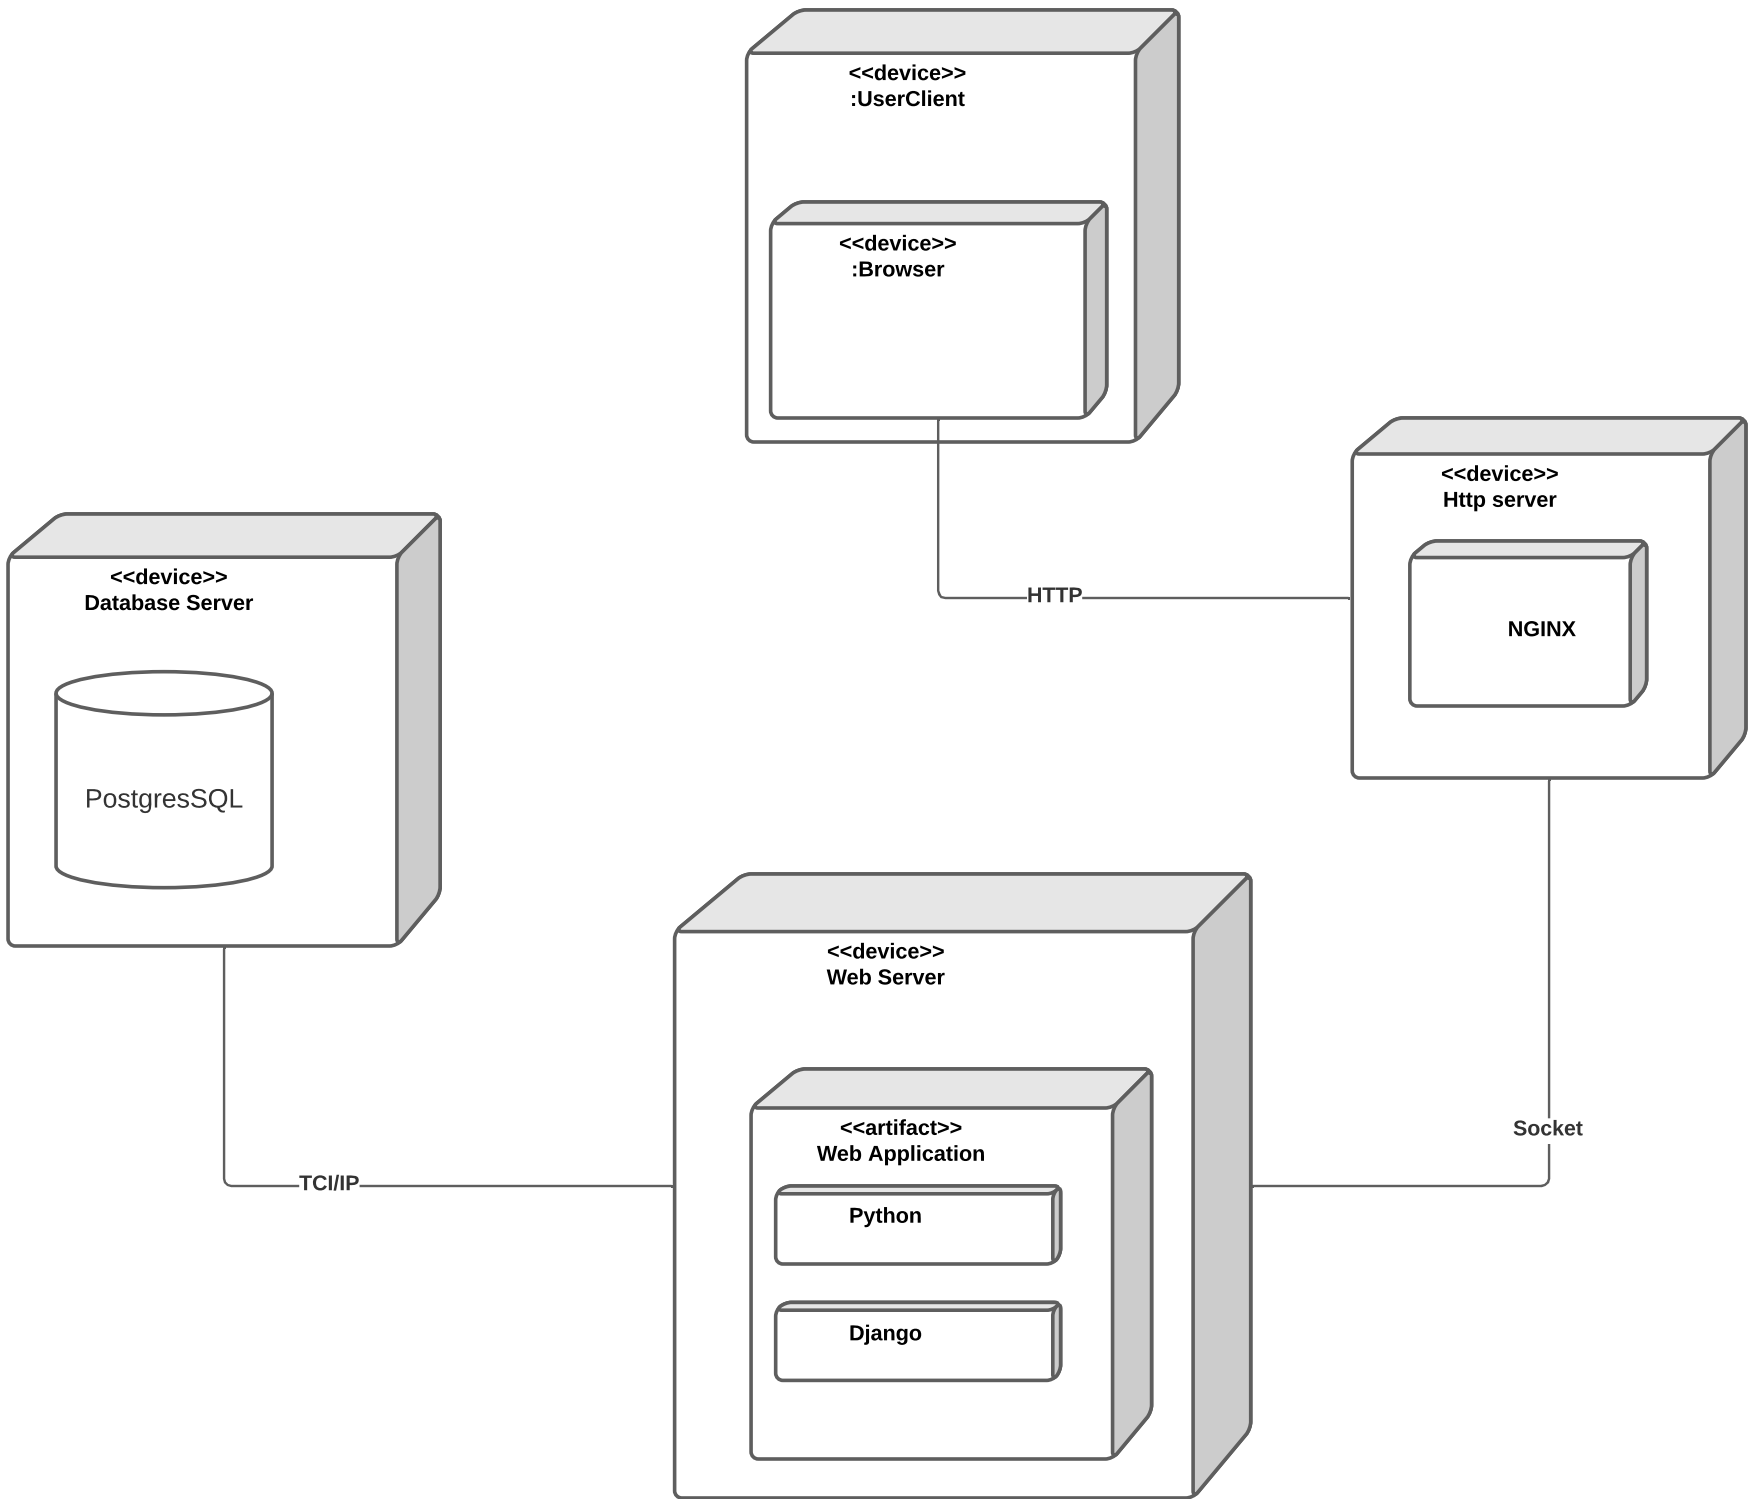 <<device>>
:UserClient
<<device>>
:Browser
<<device>>
Http server
NGINX
HTTP
<<device>>
Database Server
PostgresSQL
<<device>>
Web Server
<<artifact>>
Web Application
Python
Django
TCI/IP
Socket